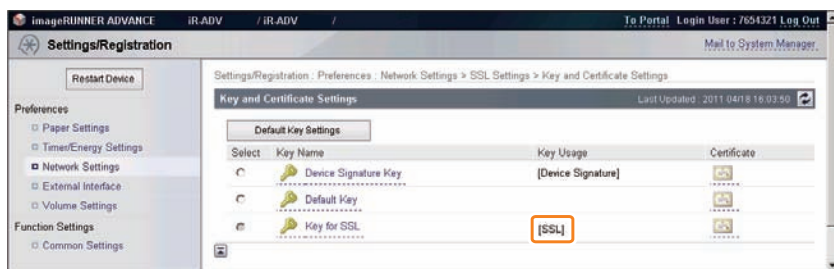 imageRUNNER ADVANCE iR-ADV / iR-ADV / To Portal Login User : 7654321 Log Out
Settings/Registration Mail to System Manager
Restart Device
Settings/Registration : Preferences : Network Settings > SSL Settings > Key and Certificate Settings
Key and Certificate Settings Last Updated : 2011 04/18 16:03:50
Preferences
Default Key Settings
Paper Settings
Timer/Energy Settings
Select Key Name Key Usage Certificate
Network Settings
Device Signature Key [Device Signature]
External Interface
Default Key
Volume Settings
Function Settings
Key for SSL [SSL]
Common Settings